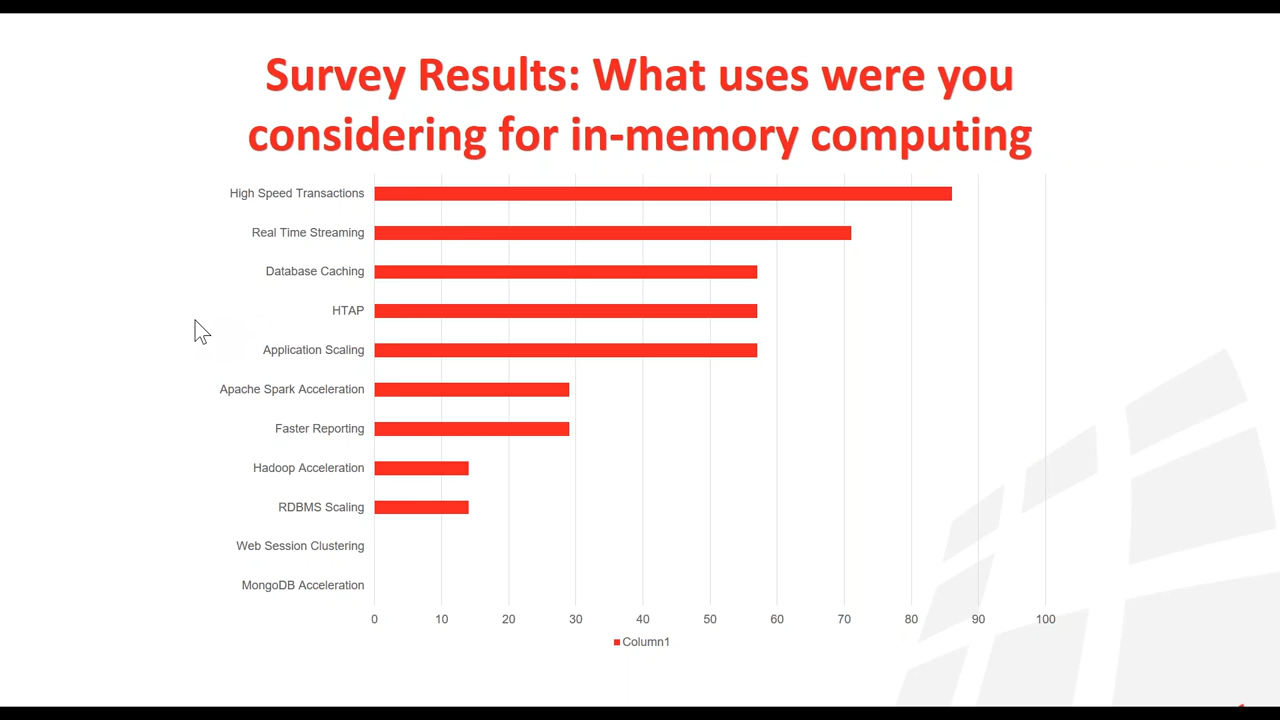 Survey Results: What uses were you
considering for in-memory computing
High Speed Transactions
Real Time Streaming
Database Caching
HTAP
Application Scaling
Apache Spark Acceleration
Faster Reporting
Hadoop Acceleration
RDBMS Scaling
Web Session Clustering
MongoDB Acceleration
0 10 20 30 40 50 60 70 80 90 100
Column1